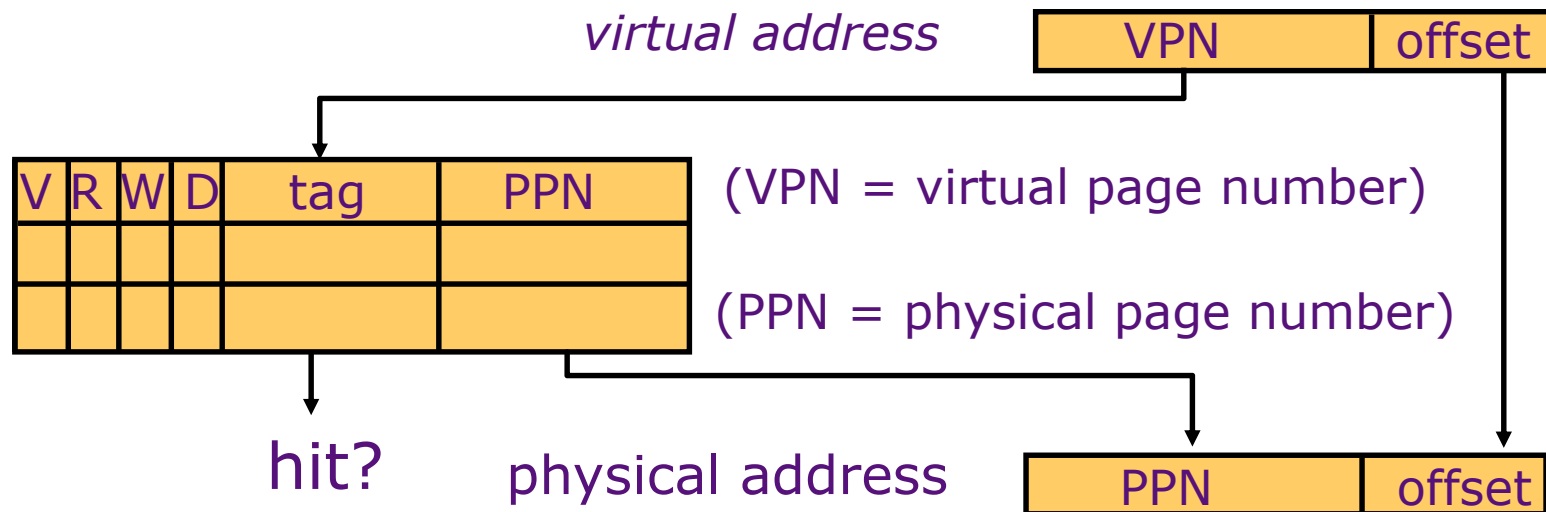 virtual address VPN offset
V R W D tag PPN (VPN = virtual page number)
(PPN = physical page number)
hit? physical address PPN offset